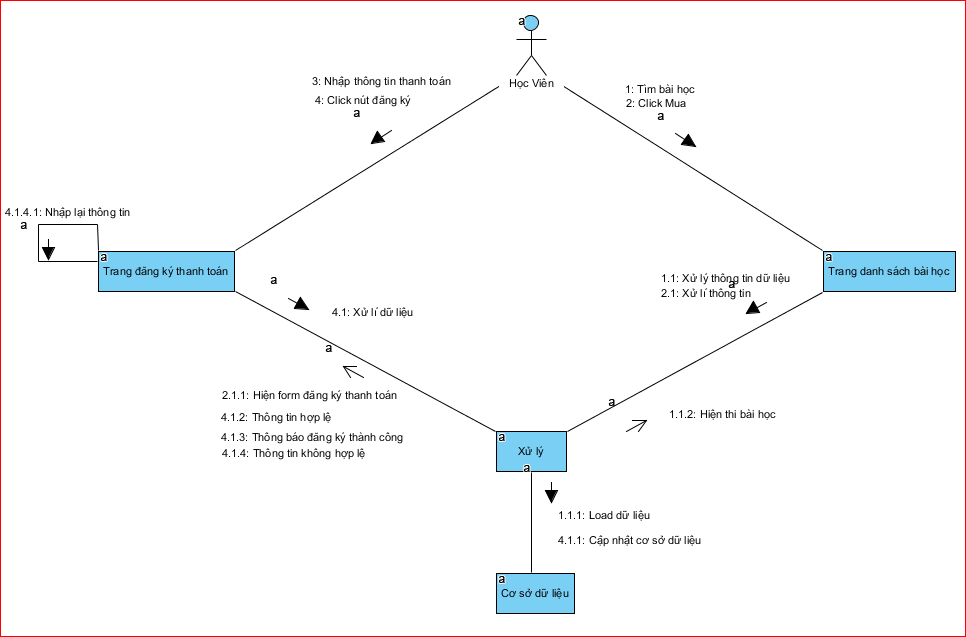 a
Học Viên
3: Nhập thông tin thanh toán
4: Click nút đăng ký
a
1: Tìm bài học
2: Click Mua
a
4.1.4.1: Nhập lại thông tin
a
a
Trang đăng ký thanh toán
a
Trang danh sách bài học
a
4.1: Xử lí dữ liệu
a
1.1: Xử lý thông tin dữ liệu
a
2.1: Xử lí thông tin
2.1.1: Hiện form đăng ký thanh toán
4.1.2: Thông tin hợp lệ
4.1.3: Thông báo đăng ký thành công
4.1.4: Thông tin không hợp lệ
a
1.1.2: Hiện thi bài học
a
Xử lý
a
1.1.1: Load dữ liệu
4.1.1: Cập nhật cơ sở dữ liệu
a
Cơ sở dữ liệu